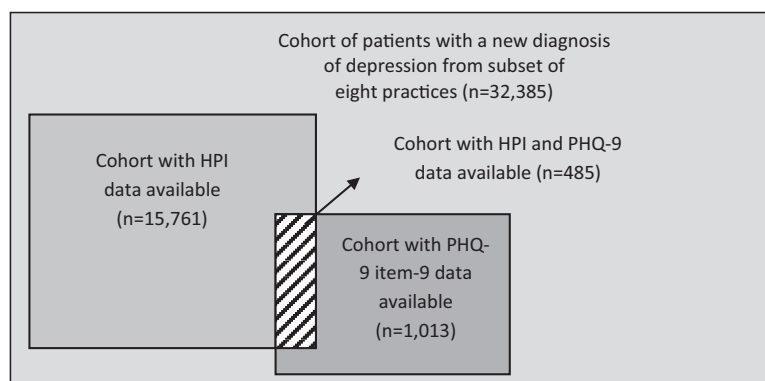 Cohort of patients with a new diagnosis
of depression from subset of
eight practices (n=32,385)
Cohort with HPI
data available
(n=15,761)
Cohort with HPI and PHQ-9
data available (n=485)
Cohort with PHQ-
9 item-9 data
available
(n=1,013)